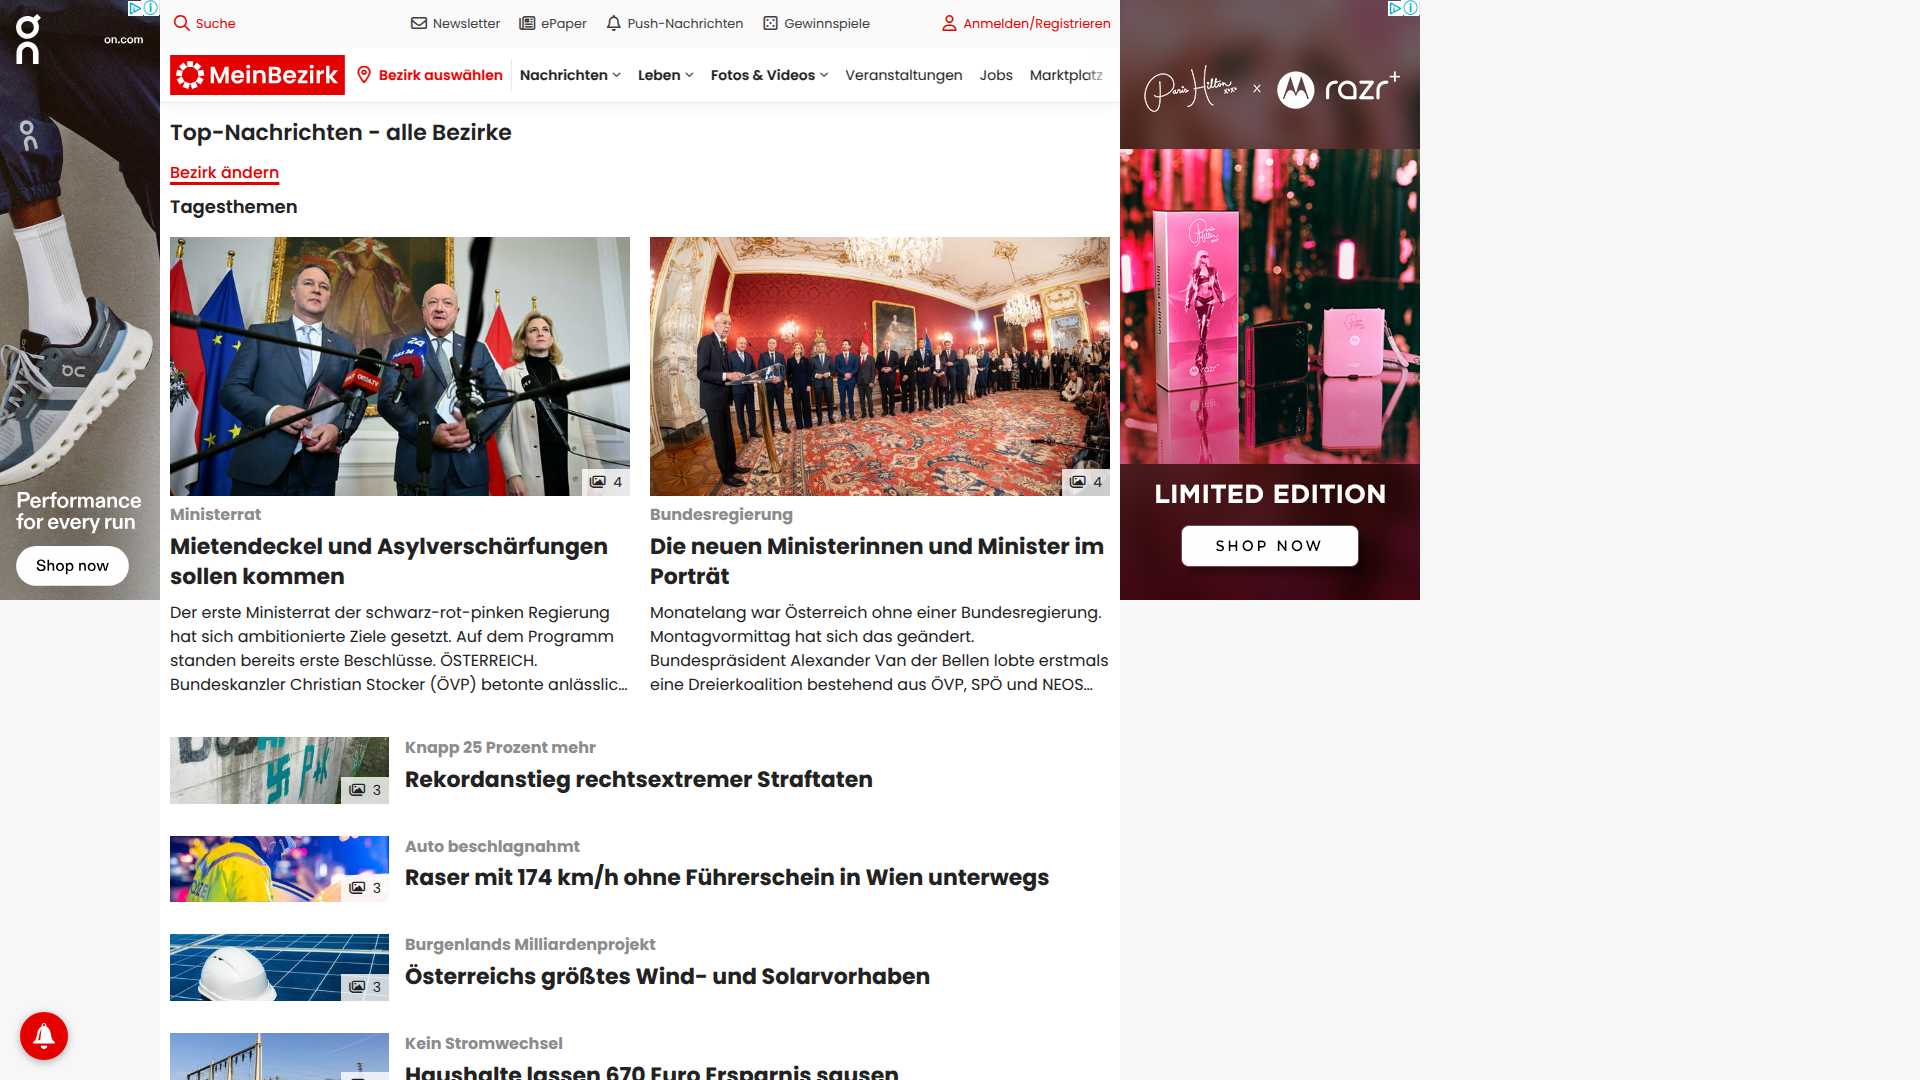 on.com
Performance
for every run
Shop now
Suche
Newsletter
ePaper
Push-Nachrichten
Gewinnspiele
Anmelden/Registrieren
MeinBezirk
Bezirk auswählen
Nachrichten
Leben
Fotos & Videos
Veranstaltungen
Jobs
Marktplatz
Top-Nachrichten - alle Bezirke
Bezirk ändern
Tagesthemen
4
Ministerrat
Mietendeckel und Asylverschärfungen
sollen kommen
Der erste Ministerrat der schwarz-rot-pinken Regierung
hat sich ambitionierte Ziele gesetzt. Auf dem Programm
standen bereits erste Beschlüsse. ÖSTERREICH.
Bundeskanzler Christian Stocker (ÖVP) betonte anlässlic...
4
Bundesregierung
Die neuen Ministerinnen und Minister im
Porträt
Monatelang war Österreich ohne einer Bundesregierung.
Montagvormittag hat sich das geändert.
Bundespräsident Alexander Van der Bellen lobte erstmals
eine Dreierkoalition bestehend aus ÖVP, SPÖ und NEOS...
3
Knapp 25 Prozent mehr
Rekordanstieg rechtsextremer Straftaten
3
Auto beschlagnahmt
Raser mit 174 km/h ohne Führerschein in Wien unterwegs
3
Burgenlands Milliardenprojekt
Österreichs größtes Wind- und Solarvorhaben
Kein Stromwechsel
Haushalte lassen 670 Euro Ersparnis sausen
Paris Hilton x razr+
LIMITED EDITION
SHOP NOW